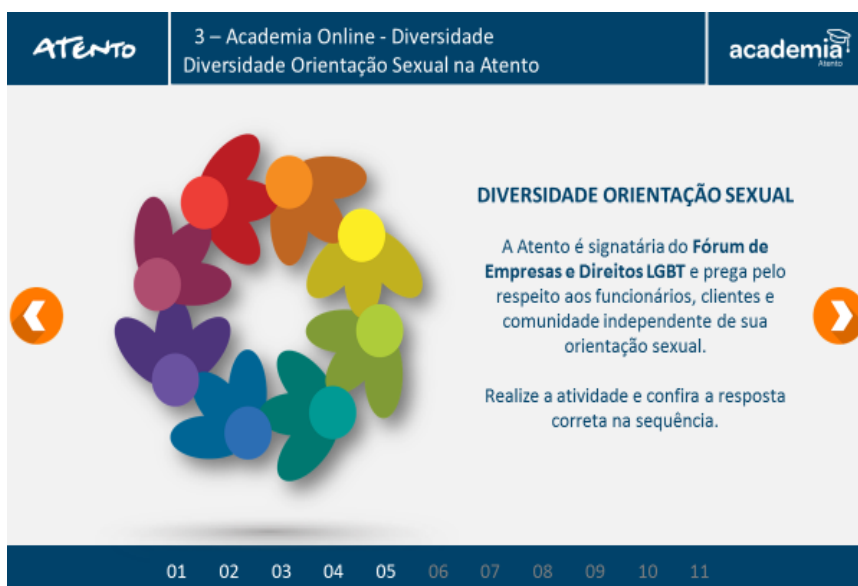 ATENTO
3 – Academia Online - Diversidade
Diversidade Orientação Sexual na Atento
academia
Atento
DIVERSIDADE ORIENTAÇÃO SEXUAL
A Atento é signatária do Fórum de
Empresas e Direitos LGBT e prega pelo
respeito aos funcionários, clientes e
comunidade independente de sua
orientação sexual.
Realize a atividade e confira a resposta
correta na sequência.
01 02 03 04 05 06 07 08 09 10 11